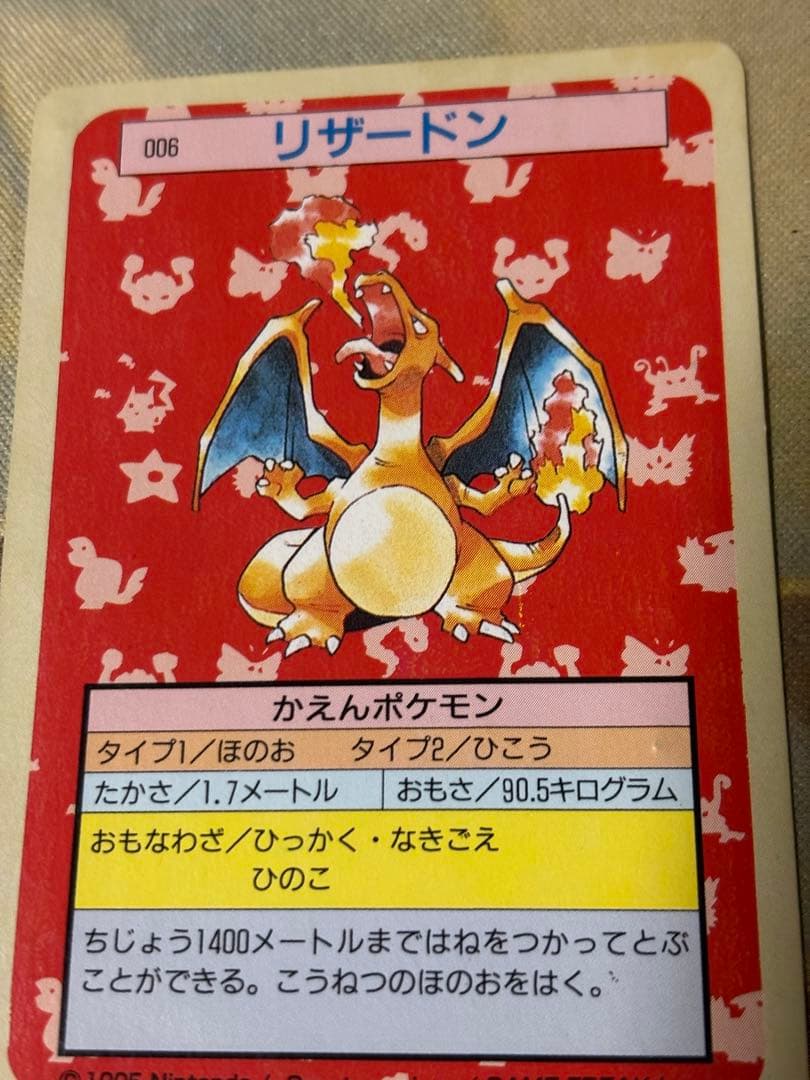 006 リザードン
かえんポケモン
タイプ1/ほのお タイプ2/ひこう
たかさ/1.7メートル おもさ/90.5キログラム
おもなわざ/ひっかく・なきごえ
ひのこ
ちじょう1400メートルまではねをつかってとぶ
ことができる。こうねつのほのおをはく。
© 1995 Nintendo